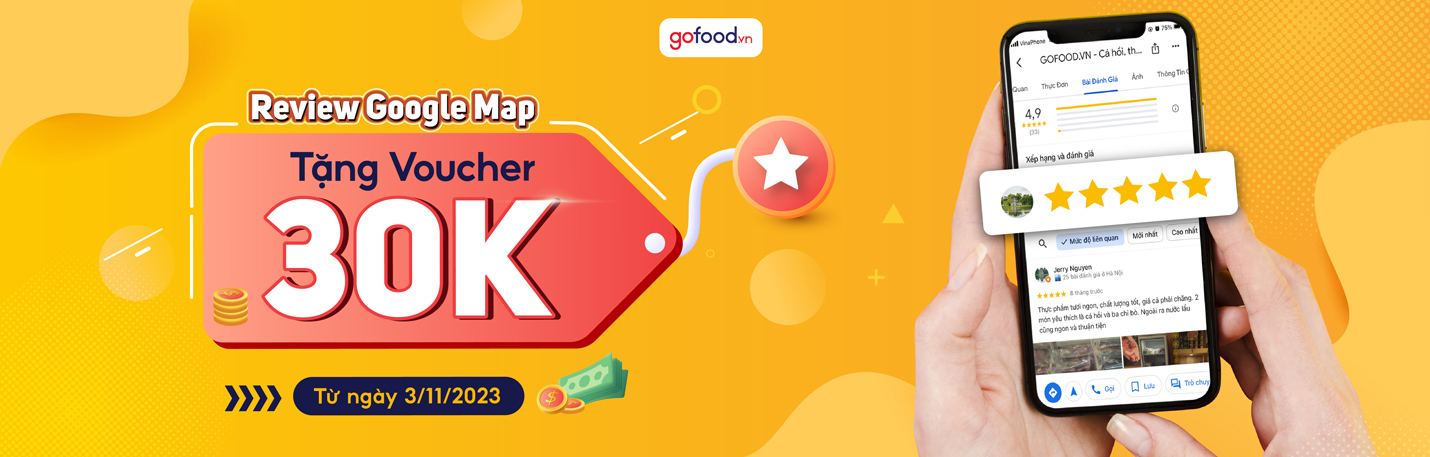 gofood.vn
Review Google Map
Tặng Voucher
30K
Từ ngày 3/11/2023
VinaPhone
75%
GOFOOD.VN - Cá hồi, th...
Quan Thực Đơn Bài Đánh Giá Ảnh Thông Tin
4,9
(33)
Xếp hạng và đánh giá
Mức độ liên quan Mới nhất Cao nhất
Jerry Nguyen
25 bài đánh giá ở Hà Nội
8 tháng trước
Thực phẩm tươi ngon, chất lượng tốt, giá cả phải chăng. 2
món yêu thích là cá hồi và ba chỉ bò. Ngoài ra nước lẩu
cũng ngon và thuận tiện
Gọi Lưu Trò chuy